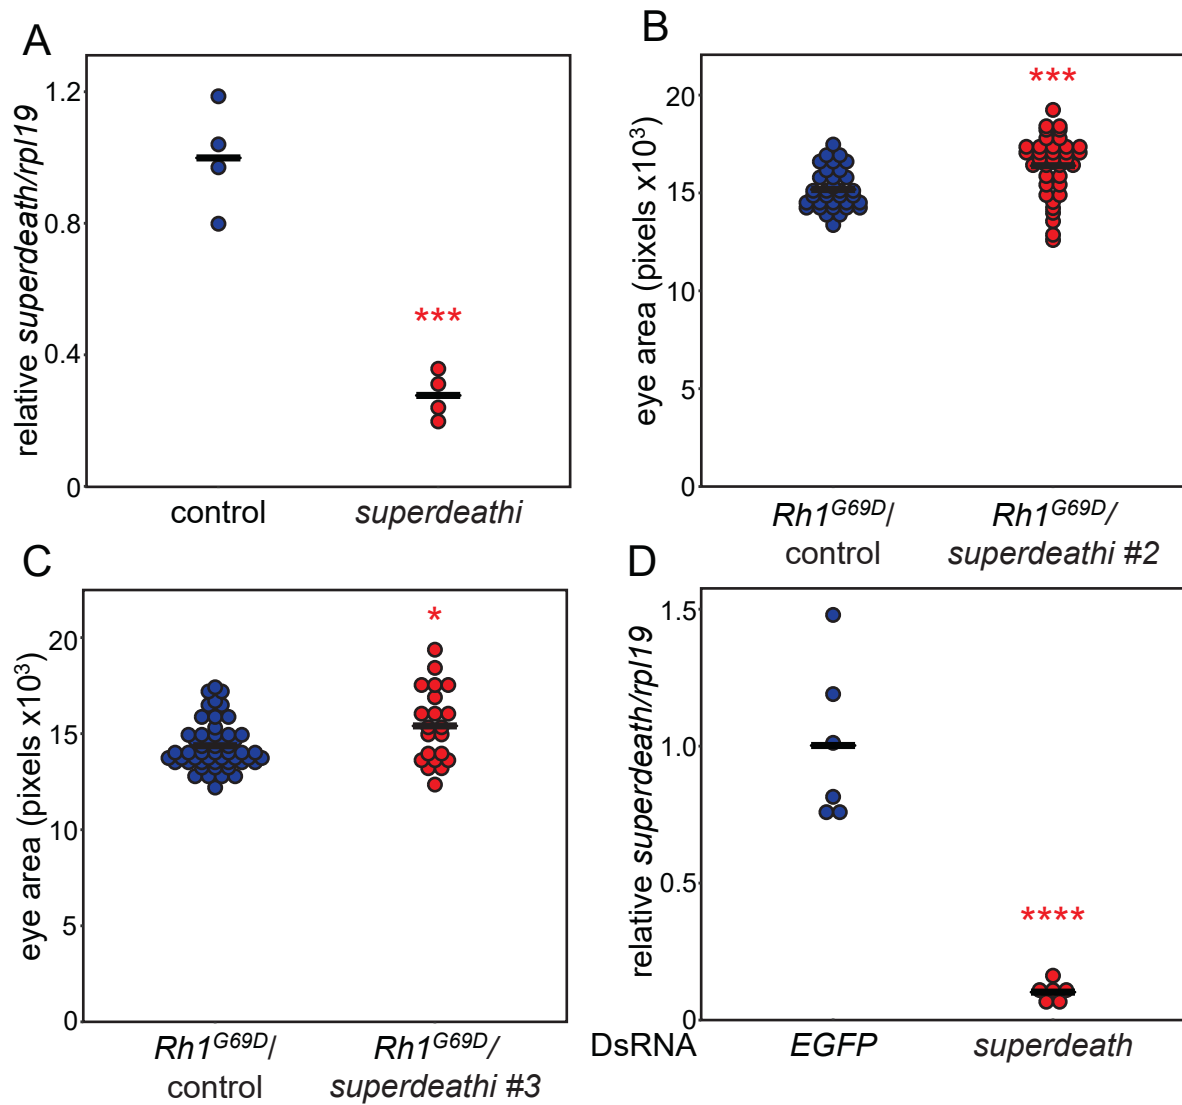 A
relative superdeath/rpl19
1.2
0.8
0.4
0
***
control superdeathi
B
eye area (pixels x10³)
20
15
10
5
0
***
Rh1ᴳ⁶⁹ᴰ/ Rh1ᴳ⁶⁹ᴰ/
control superdeathi #2
C
eye area (pixels x10³)
20
15
10
5
0
*
Rh1ᴳ⁶⁹ᴰ/ Rh1ᴳ⁶⁹ᴰ/
control superdeathi #3
D
relative superdeath/rpl19
1.5
1.0
0.5
0
****
DsRNA EGFP superdeath